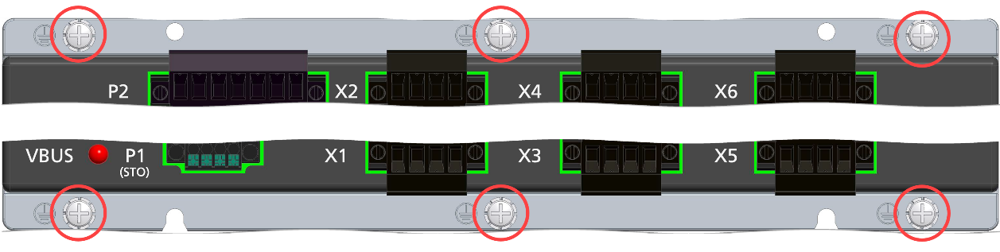 P2 X2 X4 X6
VBUS P1 X1 X3 X5
(STO)